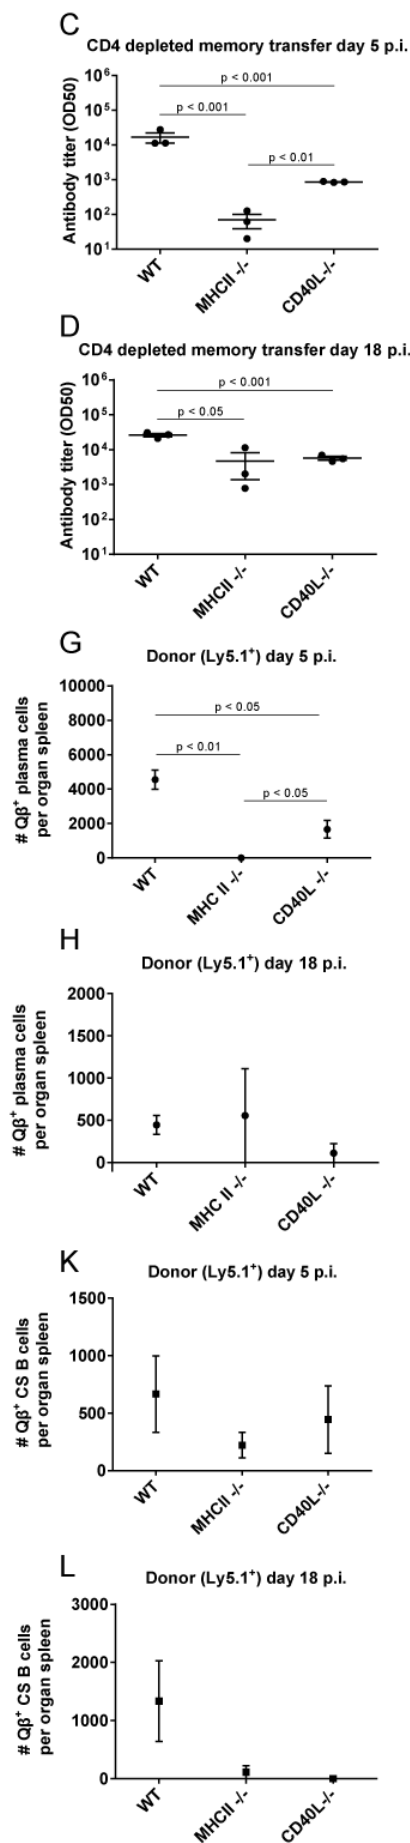 C
CD4 depleted memory transfer day 5 p.i.
Antibody titer (OD50)
10⁶
10⁵
10⁴
10³
10²
10¹
p < 0.001
p < 0.001
p < 0.01
WT
MHCII -/-
CD40L-/-
D
CD4 depleted memory transfer day 18 p.i.
Antibody titer (OD50)
10⁶
10⁵
10⁴
10³
10²
10¹
p < 0.001
p < 0.05
WT
MHCII -/-
CD40L-/-
G
Donor (Ly5.1⁺) day 5 p.i.
# Qβ⁺ plasma cells
per organ spleen
10000
8000
6000
4000
2000
0
p < 0.05
p < 0.01
p < 0.05
WT
MHC II -/-
CD40L -/-
H
Donor (Ly5.1⁺) day 18 p.i.
# Qβ⁺ plasma cells
per organ spleen
2000
1500
1000
500
0
WT
MHC II -/-
CD40L -/-
K
Donor (Ly5.1⁺) day 5 p.i.
# Qβ⁺ CS B cells
per organ spleen
1500
1000
500
0
WT
MHCII -/-
CD40L-/-
L
Donor (Ly5.1⁺) day 18 p.i.
# Qβ⁺ CS B cells
per organ spleen
3000
2000
1000
0
WT
MHCII -/-
CD40L-/-